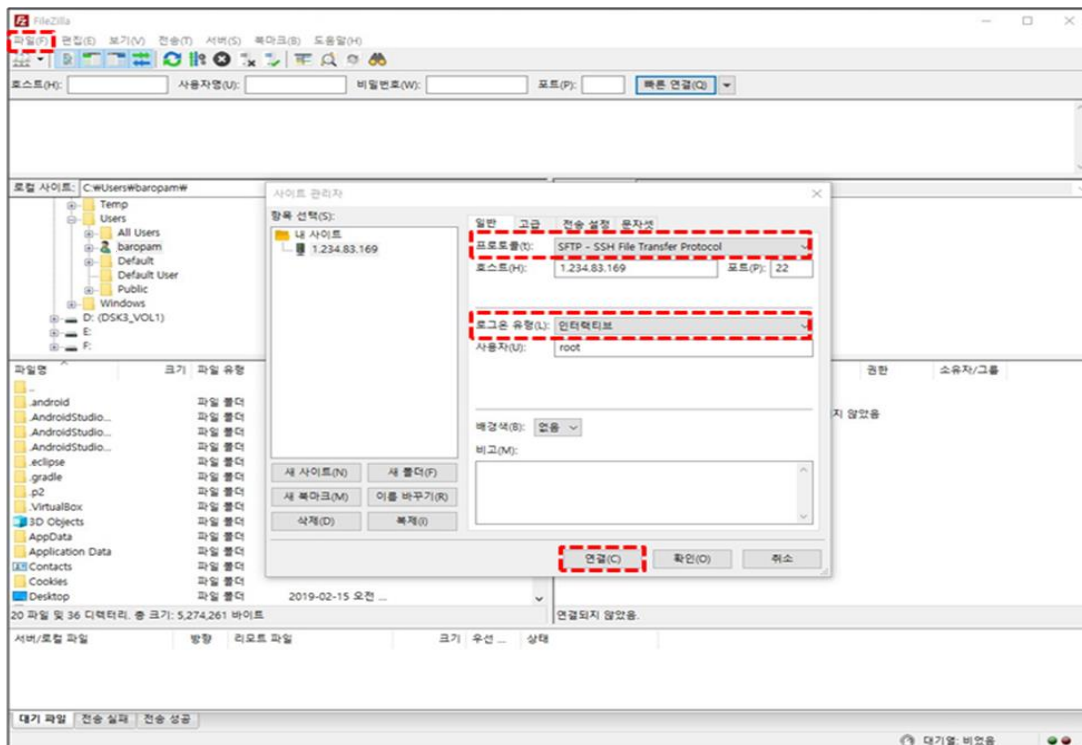 FileZilla
파일(F) 편집(E) 보기(V) 전송(T) 서버(S) 북마크(B) 도움말(H)
호스트(H): 사용자명(U): 비밀번호(W): 포트(P): 빠른 연결(Q)
로컬 사이트: C:₩Users₩baropam₩
Temp
Users
All Users
baropam
Default
Default User
Public
Windows
D: (DSK3_VOL1)
E:
F:
파일명 크기 파일 유형
..
.android 파일 폴더
.AndroidStudio... 파일 폴더
.AndroidStudio... 파일 폴더
.AndroidStudio... 파일 폴더
.eclipse 파일 폴더
.gradle 파일 폴더
.p2 파일 폴더
.VirtualBox 파일 폴더
3D Objects 파일 폴더
AppData 파일 폴더
Application Data 파일 폴더
Contacts 파일 폴더
Cookies 파일 폴더
Desktop 파일 폴더 2019-02-15 오전 ...
20 파일 및 36 디렉터리. 총 크기: 5,274,261 바이트
사이트 관리자
항목 선택(S):
내 사이트
1.234.83.169
새 사이트(N) 새 폴더(F)
새 북마크(M) 이름 바꾸기(R)
삭제(D) 복제(I)
일반 고급 전송 설정 문자셋
프로토콜(t): SFTP - SSH File Transfer Protocol
호스트(H): 1.234.83.169 포트(P): 22
로그온 유형(L): 인터랙티브
사용자(U): root
배경색(B): 없음
비고(M):
연결(C) 확인(O) 취소
권한 소유자/그룹
지 않았음
연결되지 않았음.
서버/로컬 파일 방향 리모트 파일 크기 우선 ... 상태
대기 파일 전송 실패 전송 성공
대기열: 비었음